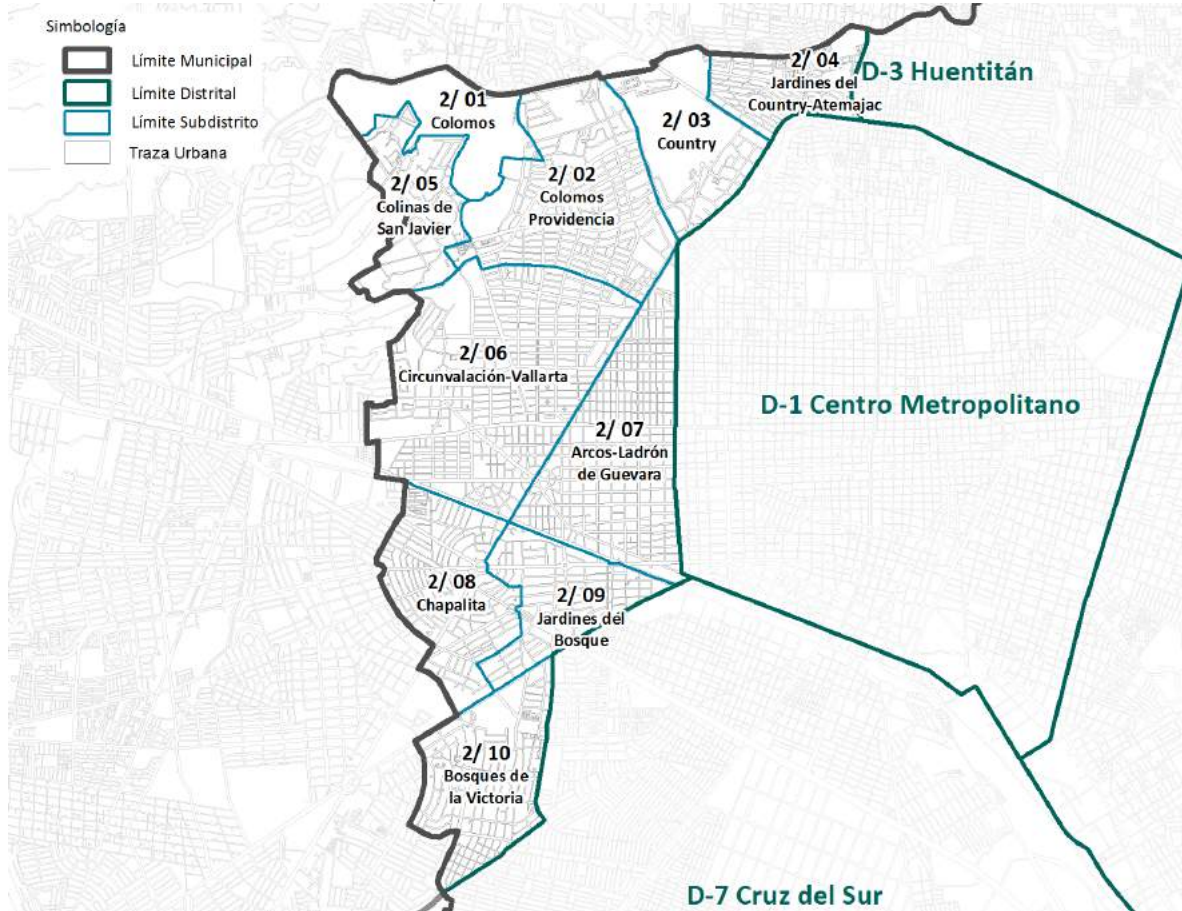 Simbología
Límite Municipal
Límite Distrital
Límite Subdistrito
Traza Urbana
2/ 01
Colomos
2/ 04
Jardines del
Country-Atemajac
D-3 Huentitán
2/ 03
Country
2/ 02
Colomos
Providencia
2/ 05
Colinas de
San Javier
2/ 06
Circunvalación-Vallarta
D-1 Centro Metropolitano
2/ 07
Arcos-Ladrón
de Guevara
2/ 08
Chapalita
2/ 09
Jardines del
Bosque
2/ 10
Bosques de
la Victoria
D-7 Cruz del Sur